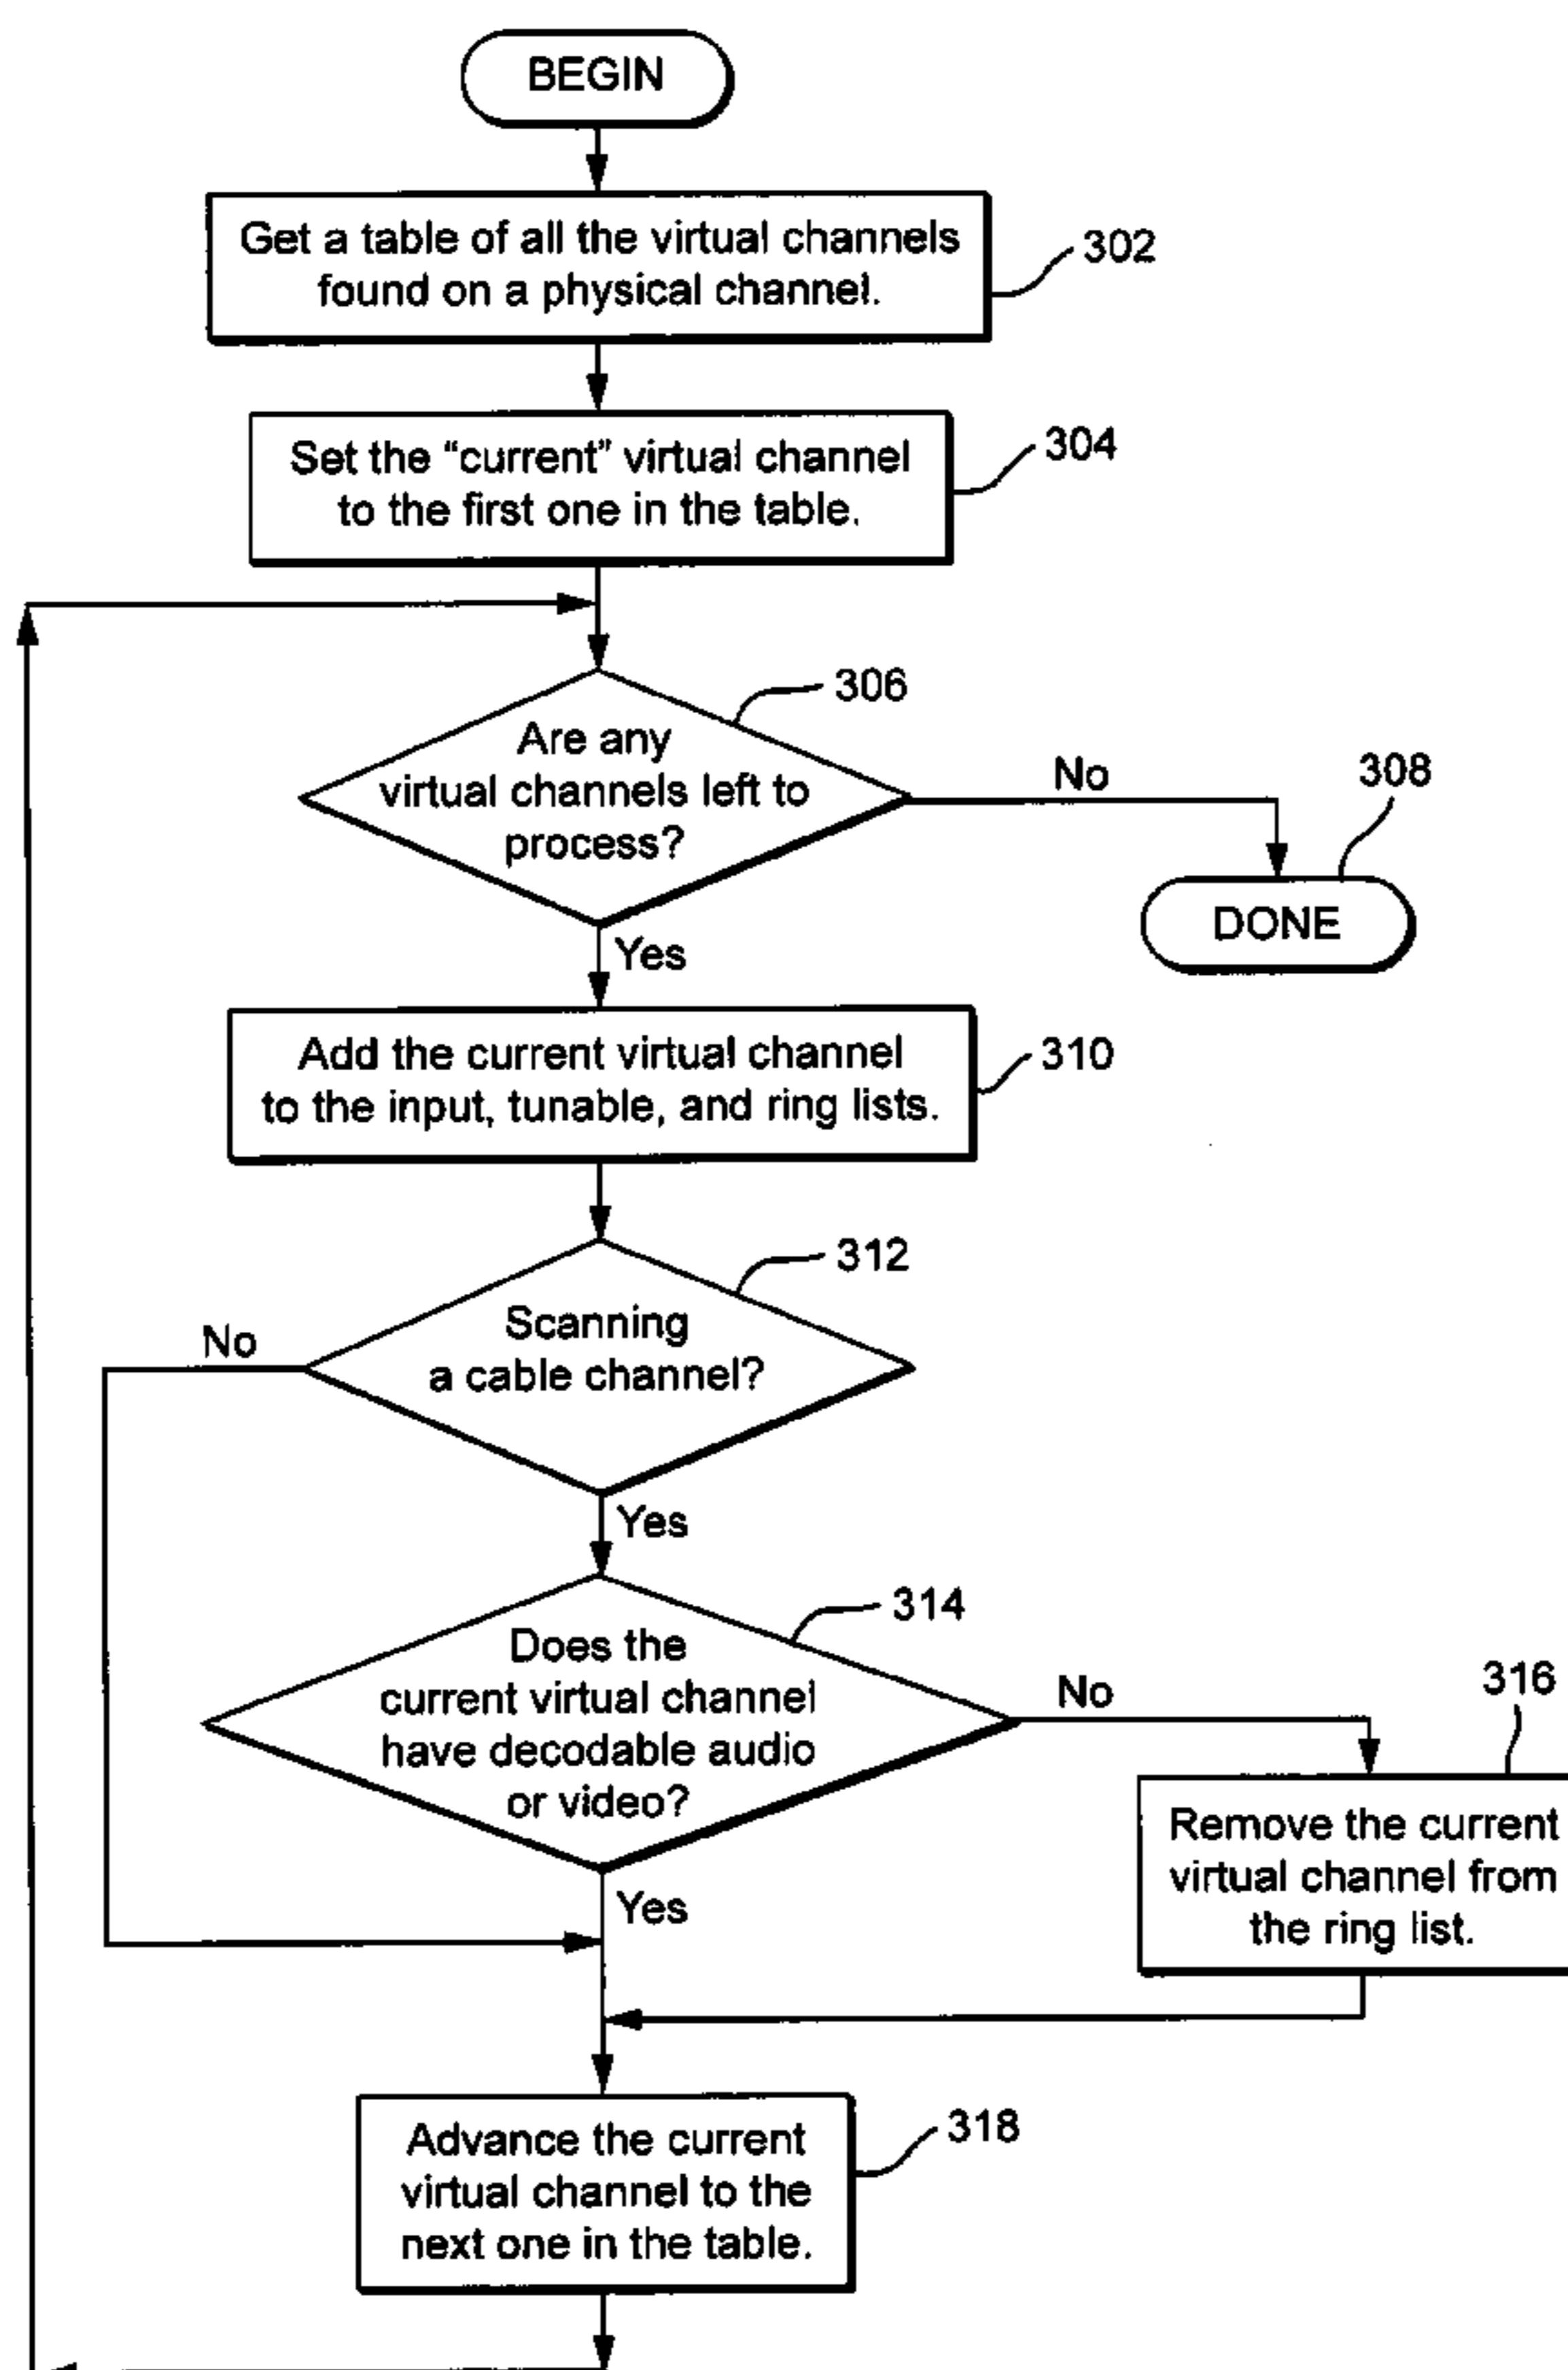 BEGIN
Get a table of all the virtual channels
found on a physical channel.
302
Set the “current” virtual channel
to the first one in the table.
304
306
Are any
virtual channels left to
process?
No
308
DONE
Yes
Add the current virtual channel
to the input, tunable, and ring lists.
310
312
Scanning
a cable channel?
No
Yes
314
Does the
current virtual channel
have decodable audio
or video?
No
316
Remove the current
virtual channel from
the ring list.
Yes
Advance the current
virtual channel to the
next one in the table.
318